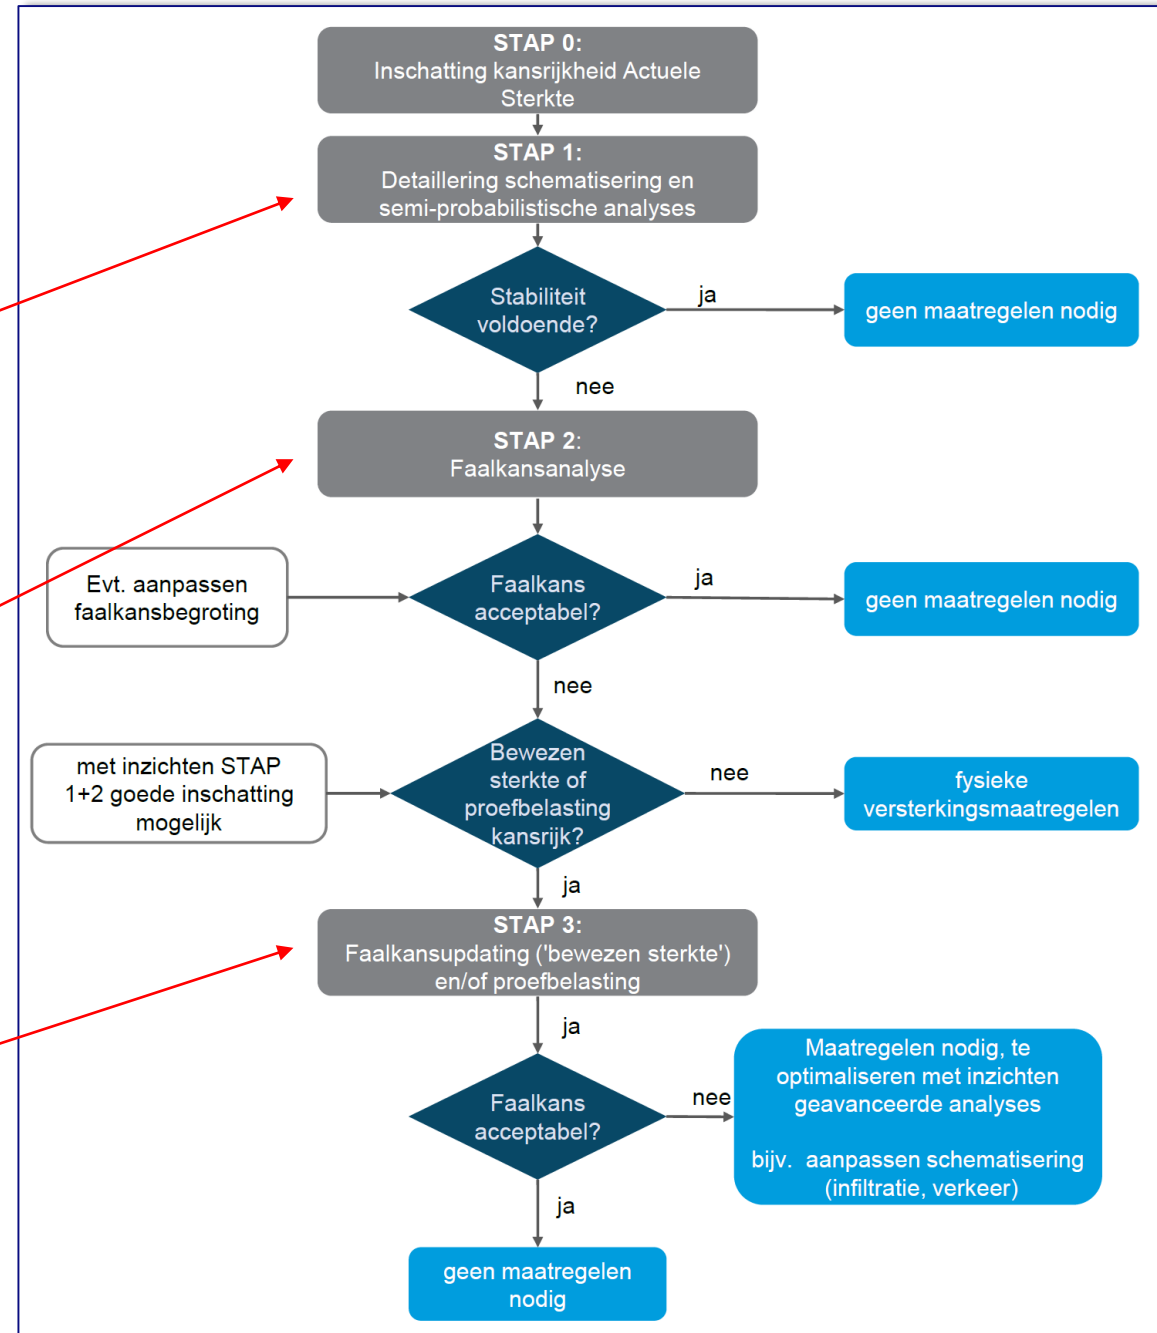 STAP 0:
Inschatting kansrijkheid Actuele
Sterkte
STAP 1:
Detaillering schematisering en
semi-probabilistische analyses
Stabiliteit
voldoende?
ja
geen maatregelen nodig
nee
STAP 2:
Faalkansanalyse
Evt. aanpassen
faalkansbegroting
Faalkans
acceptabel?
ja
geen maatregelen nodig
nee
met inzichten STAP
1+2 goede inschatting
mogelijk
Bewezen
sterkte of
proefbelasting
kansrijk?
nee
fysieke
versterkingsmaatregelen
ja
STAP 3:
Faalkansupdating ('bewezen sterkte')
en/of proefbelasting
ja
Faalkans
acceptabel?
nee
Maatregelen nodig, te
optimaliseren met inzichten
geavanceerde analyses
bijv. aanpassen schematisering
(infiltratie, verkeer)
ja
geen maatregelen
nodig